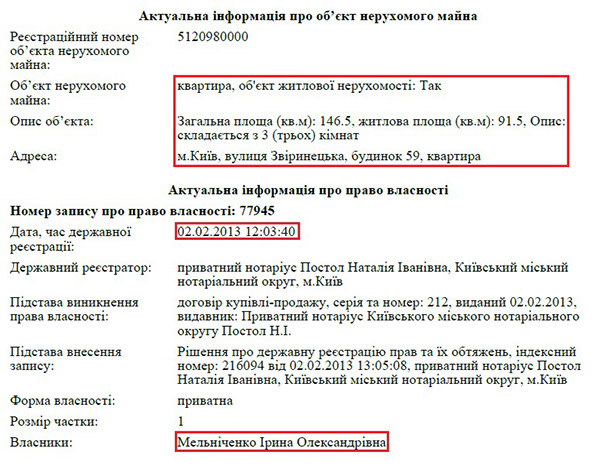 Актуальна інформація про об’єкт нерухомого майна
Реєстраційний номер 5120980000
об’єкта нерухомого
майна:
Об’єкт нерухомого квартира, об'єкт житлової нерухомості: Так
майна:
Опис об’єкта: Загальна площа (кв.м): 146.5, житлова площа (кв.м): 91.5, Опис:
складається з 3 (трьох) кімнат
Адреса: м.Київ, вулиця Звіринецька, будинок 59, квартира
Актуальна інформація про право власності
Номер запису про право власності: 77945
Дата, час державної 02.02.2013 12:03:40
реєстрації:
Державний реєстратор: приватний нотаріус Постол Наталія Іванівна, Київський міський
нотаріальний округ, м.Київ
Підстава виникнення договір купівлі-продажу, серія та номер: 212, виданий 02.02.2013,
права власності: видавник: Приватний нотаріус Київського міського нотаріального
округу Постол Н.І.
Підстава внесення Рішення про державну реєстрацію прав та їх обтяжень, індексний
запису: номер: 216094 від 02.02.2013 13:05:08, приватний нотаріус Постол
Наталія Іванівна, Київський міський нотаріальний округ, м.Київ
Форма власності: приватна
Розмір частки: 1
Власники: Мельніченко Ірина Олександрівна